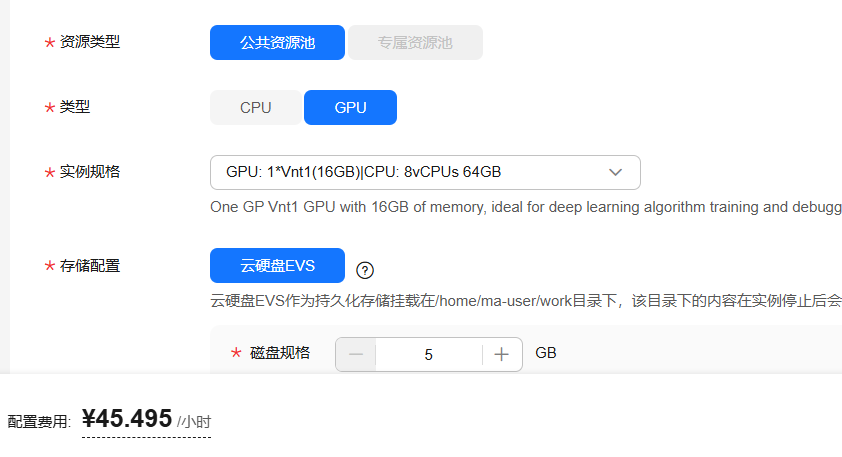 * 资源类型 公共资源池 专属资源池
* 类型 CPU GPU
* 实例规格 GPU: 1*Vnt1(16GB)|CPU: 8vCPUs 64GB
One GP Vnt1 GPU with 16GB of memory, ideal for deep learning algorithm training and debugg
* 存储配置 云硬盘EVS ?
云硬盘EVS作为持久化存储挂载在/home/ma-user/work目录下，该目录下的内容在实例停止后会
* 磁盘规格 − 5 + GB
配置费用: ¥45.495 /小时